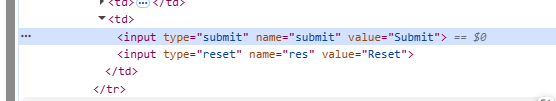 <td> ... </td>
<td>
... <input type="submit" name="submit" value="Submit"> == $0
<input type="reset" name="res" value="Reset">
</td>
</tr>